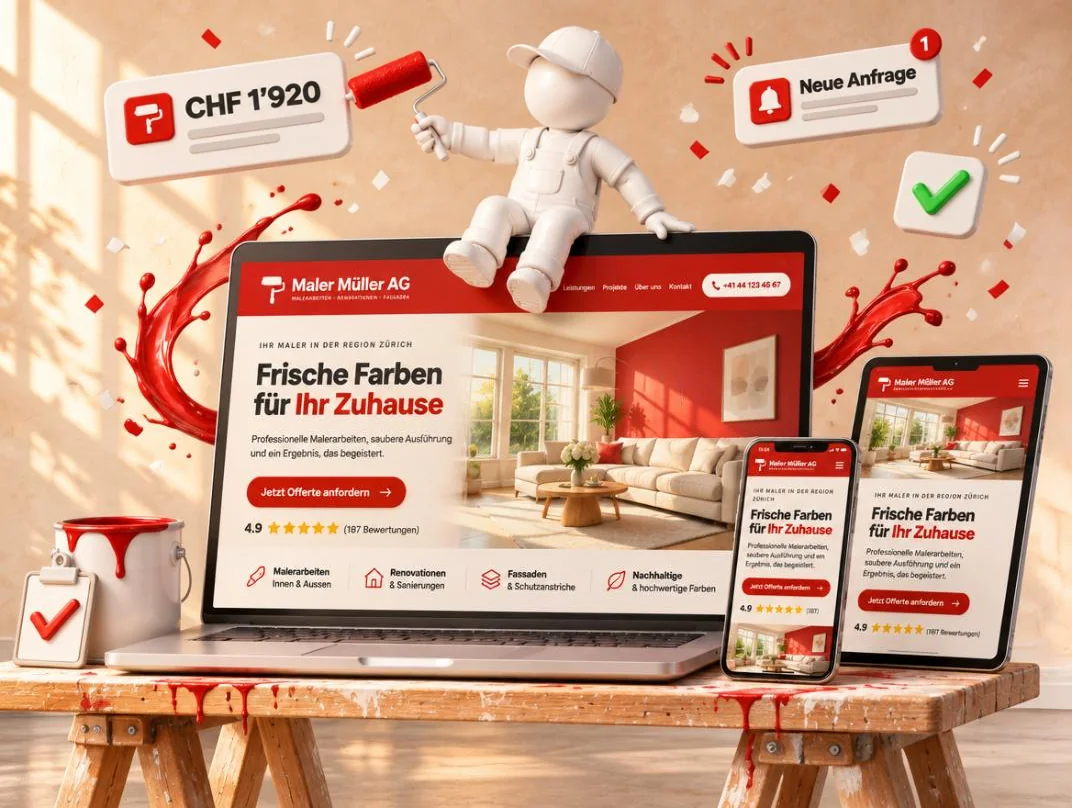 CHF 1'920
Neue Anfrage
1
Maler Müller AG
MALERARBEITEN • RENOVATIONEN • FASSADEN
Leistungen Projekte Über uns Kontakt
+41 44 123 45 67
IHR MALER IN DER REGION ZÜRICH
Frische Farben
für Ihr Zuhause
Professionelle Malerarbeiten, saubere Ausführung
und ein Ergebnis, das begeistert.
Jetzt Offerte anfordern →
4.9 (187 Bewertungen)
Malerarbeiten
Innen & Aussen
Renovationen
& Sanierungen
Fassaden
& Schutzanstriche
Nachhaltige
& hochwertige Farben
Maler Müller AG
IHR MALER IN DER REGION
ZÜRICH
Frische Farben
für Ihr Zuhause
Professionelle Malerarbeiten,
saubere Ausführung und ein
Ergebnis, das begeistert.
Jetzt Offerte anfordern →
4.9 (187)
Maler Müller AG
IHR MALER IN DER REGION ZÜRICH
Frische Farben
für Ihr Zuhause
Professionelle Malerarbeiten,
saubere Ausführung und ein
Ergebnis, das begeistert.
Jetzt Offerte anfordern →
4.9 (187 Bewertungen)